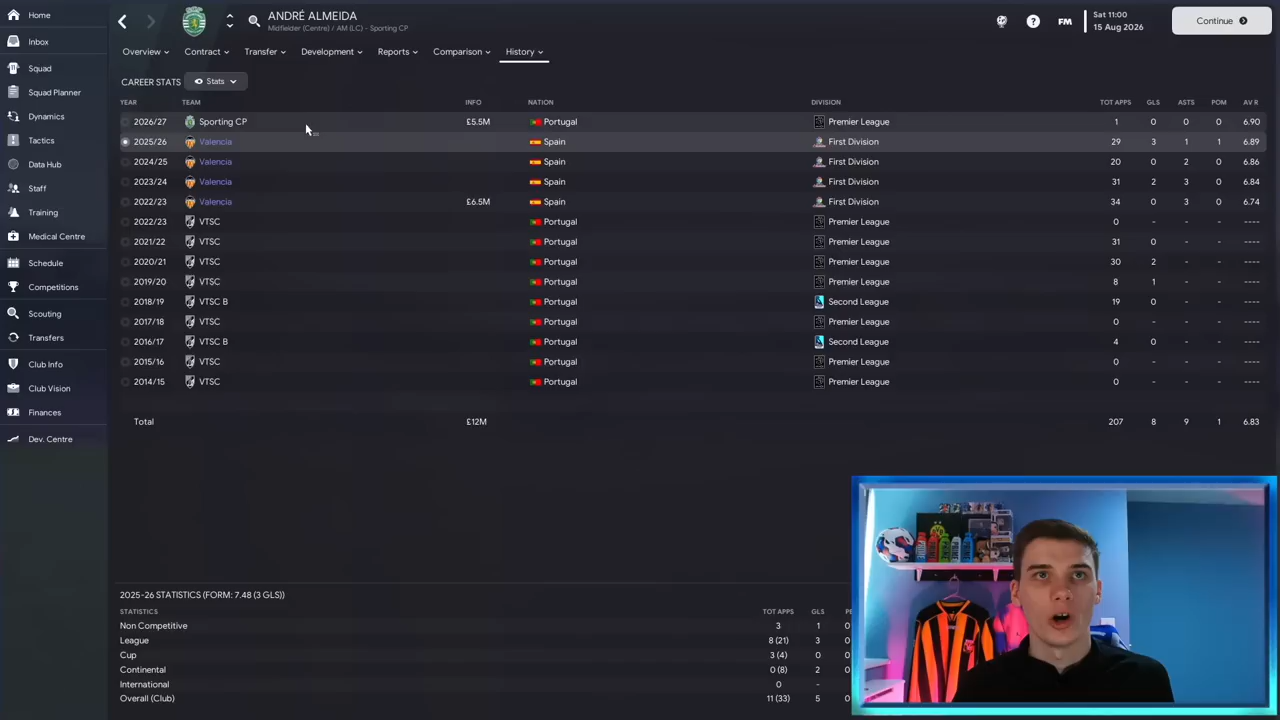 Home
Inbox
Squad
Squad Planner
Dynamics
Tactics
Data Hub
Staff
Training
Medical Centre
Schedule
Competitions
Scouting
Transfers
Club Info
Club Vision
Finances
Dev. Centre
ANDRÉ ALMEIDA
Midfielder (Centre) / AM (LC) - Sporting CP
FM
Sat 11:00
15 Aug 2026
Continue
Overview Contract Transfer Development Reports Comparison History
CAREER STATS Stats
YEAR TEAM INFO NATION DIVISION TOT APPS GLS ASTS POM AV R
2026/27 Sporting CP £5.5M Portugal Premier League 1 0 0 0 6.90
2025/26 Valencia Spain First Division 29 3 1 1 6.89
2024/25 Valencia Spain First Division 20 0 2 0 6.86
2023/24 Valencia Spain First Division 31 2 3 0 6.84
2022/23 Valencia £6.5M Spain First Division 34 0 3 0 6.74
2022/23 VTSC Portugal Premier League 0 - - - ----
2021/22 VTSC Portugal Premier League 31 0 - - ----
2020/21 VTSC Portugal Premier League 30 2 - - ----
2019/20 VTSC Portugal Premier League 8 1 - - ----
2018/19 VTSC B Portugal Second League 19 0 - - ----
2017/18 VTSC Portugal Premier League 0 - - - ----
2016/17 VTSC B Portugal Second League 4 0 - - ----
2015/16 VTSC Portugal Premier League 0 - - - ----
2014/15 VTSC Portugal Premier League 0 - - - ----
Total £12M 207 8 9 1 6.83
2025-26 STATISTICS (FORM: 7.48 (3 GLS))
STATISTICS TOT APPS GLS
Non Competitive 3 1 0
League 8 (21) 3 0
Cup 3 (4) 0 0
Continental 0 (8) 2 0
International 0 -
Overall (Club) 11 (33) 5 0